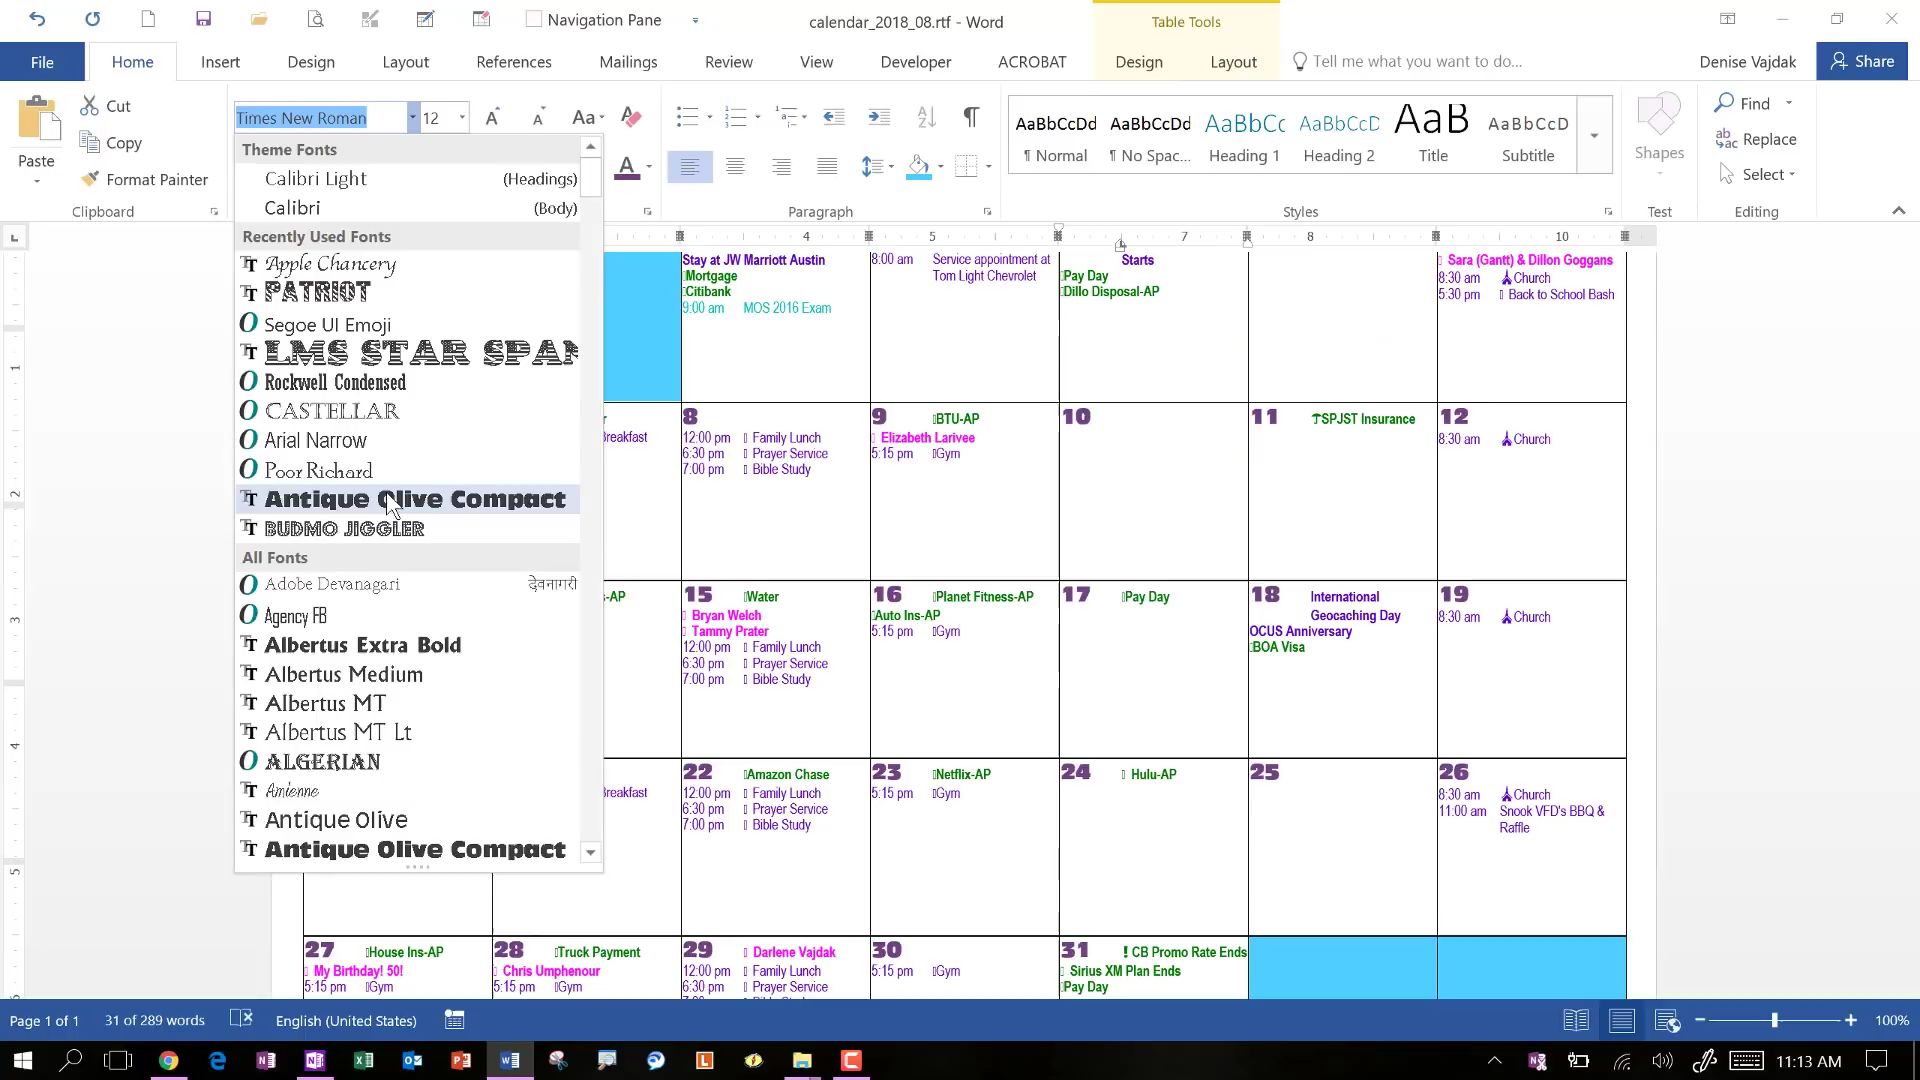 Navigation Pane
calendar_2018_08.rtf - Word
Table Tools
File Home Insert Design Layout References Mailings Review View Developer ACROBAT Design Layout Tell me what you want to do... Denise Vajdak Share
Paste
Cut
Copy
Format Painter
Clipboard
Times New Roman 12
Aa
AaBbCcDd ¶ Normal
AaBbCcDd ¶ No Spac...
AaBbCc Heading 1
AaBbCcD Heading 2
AaB Title
AaBbCcD Subtitle
Shapes
Find
Replace
Select
Paragraph
Styles
Test
Editing
Theme Fonts
Calibri Light (Headings)
Calibri (Body)
Recently Used Fonts
Apple Chancery
PATRIOT
Segoe UI Emoji
LMS STAR SPAN
Rockwell Condensed
CASTELLAR
Arial Narrow
Poor Richard
Antique Olive Compact
BUDMO JIGGLER
All Fonts
Adobe Devanagari देवनागरी
Agency FB
Albertus Extra Bold
Albertus Medium
Albertus MT
Albertus MT Lt
ALGERIAN
Amienne
Antique Olive
Antique Olive Compact
4 5 7 8 10
1
2
3
4
5
Stay at JW Marriott Austin
Mortgage
Citibank
9:00 am MOS 2016 Exam
8:00 am Service appointment at
Tom Light Chevrolet
Starts
Pay Day
Dillo Disposal-AP
Sara (Gantt) & Dillon Goggans
8:30 am Church
5:30 pm Back to School Bash
Breakfast
8
12:00 pm Family Lunch
6:30 pm Prayer Service
7:00 pm Bible Study
9 BTU-AP
Elizabeth Larivee
5:15 pm Gym
10
11 SPJST Insurance
12
8:30 am Church
s-AP
15 Water
Bryan Welch
Tammy Prater
12:00 pm Family Lunch
6:30 pm Prayer Service
7:00 pm Bible Study
16 Planet Fitness-AP
Auto Ins-AP
5:15 pm Gym
17 Pay Day
18 International
Geocaching Day
OCUS Anniversary
BOA Visa
19
8:30 am Church
Breakfast
22 Amazon Chase
12:00 pm Family Lunch
6:30 pm Prayer Service
7:00 pm Bible Study
23 Netflix-AP
5:15 pm Gym
24 Hulu-AP
25
26
8:30 am Church
11:00 am Snook VFD's BBQ &
Raffle
27 House Ins-AP
My Birthday! 50!
5:15 pm Gym
28 Truck Payment
Chris Umphenour
5:15 pm Gym
29 Darlene Vajdak
12:00 pm Family Lunch
6:30 pm Prayer Service
30
5:15 pm Gym
31 ! CB Promo Rate Ends
Sirius XM Plan Ends
Pay Day
Page 1 of 1 31 of 289 words English (United States) 100%
11:13 AM